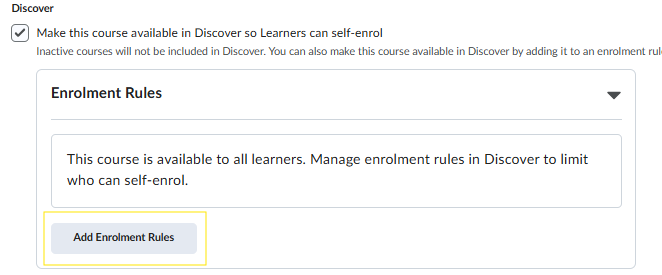 Discover
Make this course available in Discover so Learners can self-enrol
Inactive courses will not be included in Discover. You can also make this course available in Discover by adding it to an enrolment rul
Enrolment Rules
This course is available to all learners. Manage enrolment rules in Discover to limit
who can self-enrol.
Add Enrolment Rules